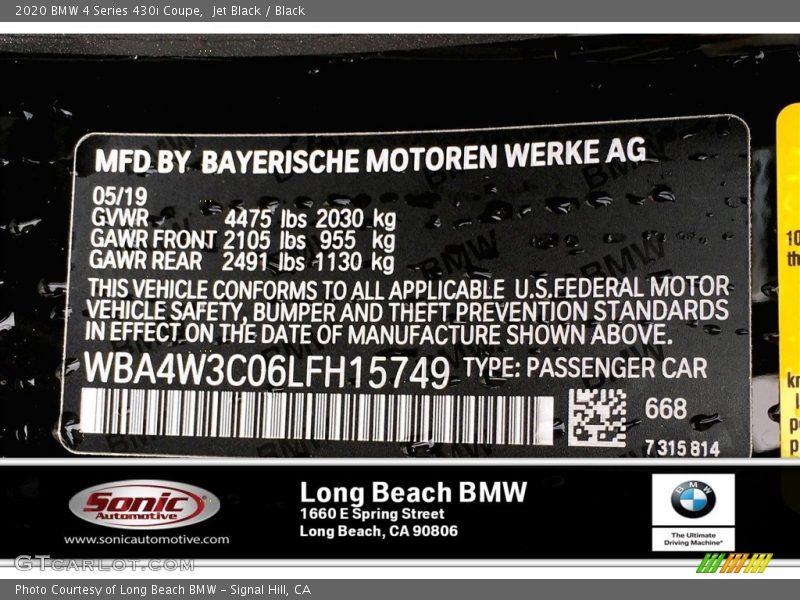 2020 BMW 4 Series 430i Coupe, Jet Black / Black
MFD BY BAYERISCHE MOTOREN WERKE AG
05/19
GVWR 4475 lbs 2030 kg
GAWR FRONT 2105 lbs 955 kg
GAWR REAR 2491 lbs 1130 kg
THIS VEHICLE CONFORMS TO ALL APPLICABLE U.S.FEDERAL MOTOR
VEHICLE SAFETY, BUMPER AND THEFT PREVENTION STANDARDS
IN EFFECT ON THE DATE OF MANUFACTURE SHOWN ABOVE.
WBA4W3C06LFH15749 TYPE: PASSENGER CAR
668
7 315 814
10
th
kn
l
p
p
Sonic
Automotive
www.sonicautomotive.com
Long Beach BMW
1660 E Spring Street
Long Beach, CA 90806
BMW
The Ultimate
Driving Machine®
GTcarlot.com
Photo Courtesy of Long Beach BMW – Signal Hill, CA